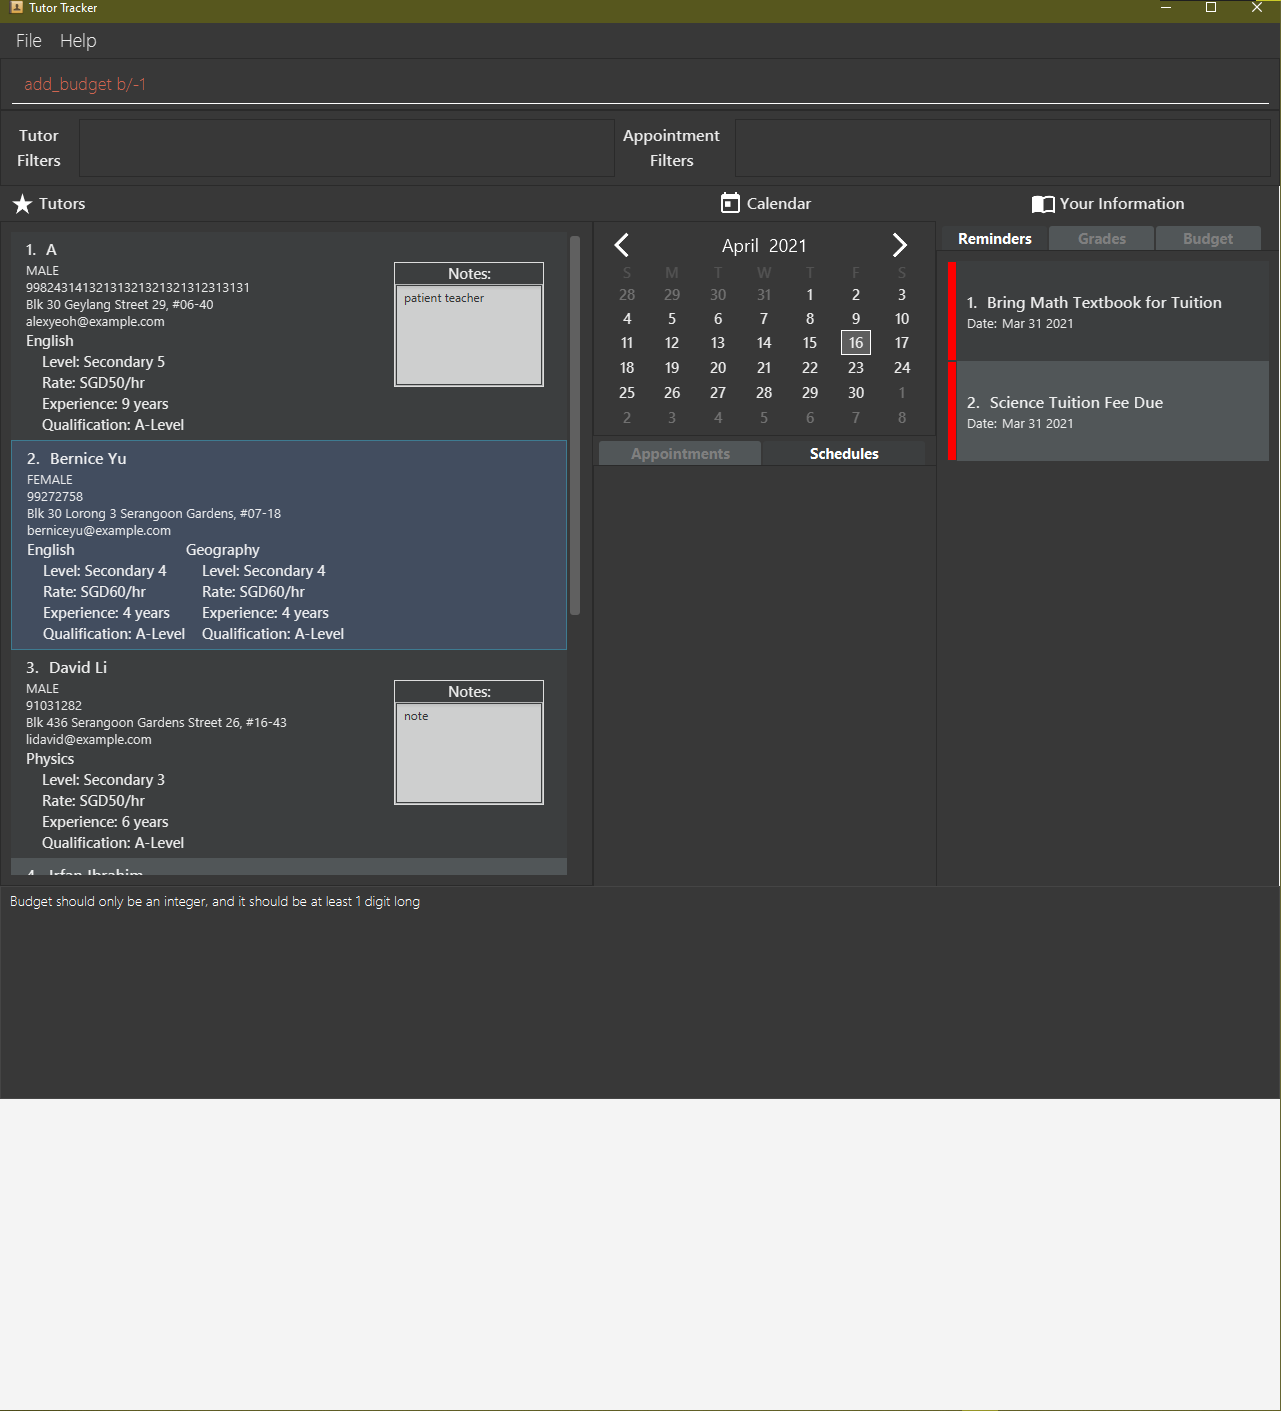 Tutor Tracker
File Help
add_budget b/-1
Tutor
Filters
Appointment
Filters
Tutors
1. A
MALE
99824314132131321321321312313131
Blk 30 Geylang Street 29, #06-40
alexyeoh@example.com
English
Level: Secondary 5
Rate: SGD50/hr
Experience: 9 years
Qualification: A-Level
Notes:
patient teacher
2. Bernice Yu
FEMALE
99272758
Blk 30 Lorong 3 Serangoon Gardens, #07-18
berniceyu@example.com
English Geography
Level: Secondary 4 Level: Secondary 4
Rate: SGD60/hr Rate: SGD60/hr
Experience: 4 years Experience: 4 years
Qualification: A-Level Qualification: A-Level
3. David Li
MALE
91031282
Blk 436 Serangoon Gardens Street 26, #16-43
lidavid@example.com
Physics
Level: Secondary 3
Rate: SGD50/hr
Experience: 6 years
Qualification: A-Level
Notes:
note
4. Irfan Ibrahim
Calendar
April 2021
S M T W T F S
28 29 30 31 1 2 3
4 5 6 7 8 9 10
11 12 13 14 15 16 17
18 19 20 21 22 23 24
25 26 27 28 29 30 1
2 3 4 5 6 7 8
Appointments Schedules
Your Information
Reminders Grades Budget
1. Bring Math Textbook for Tuition
Date: Mar 31 2021
2. Science Tuition Fee Due
Date: Mar 31 2021
Budget should only be an integer, and it should be at least 1 digit long